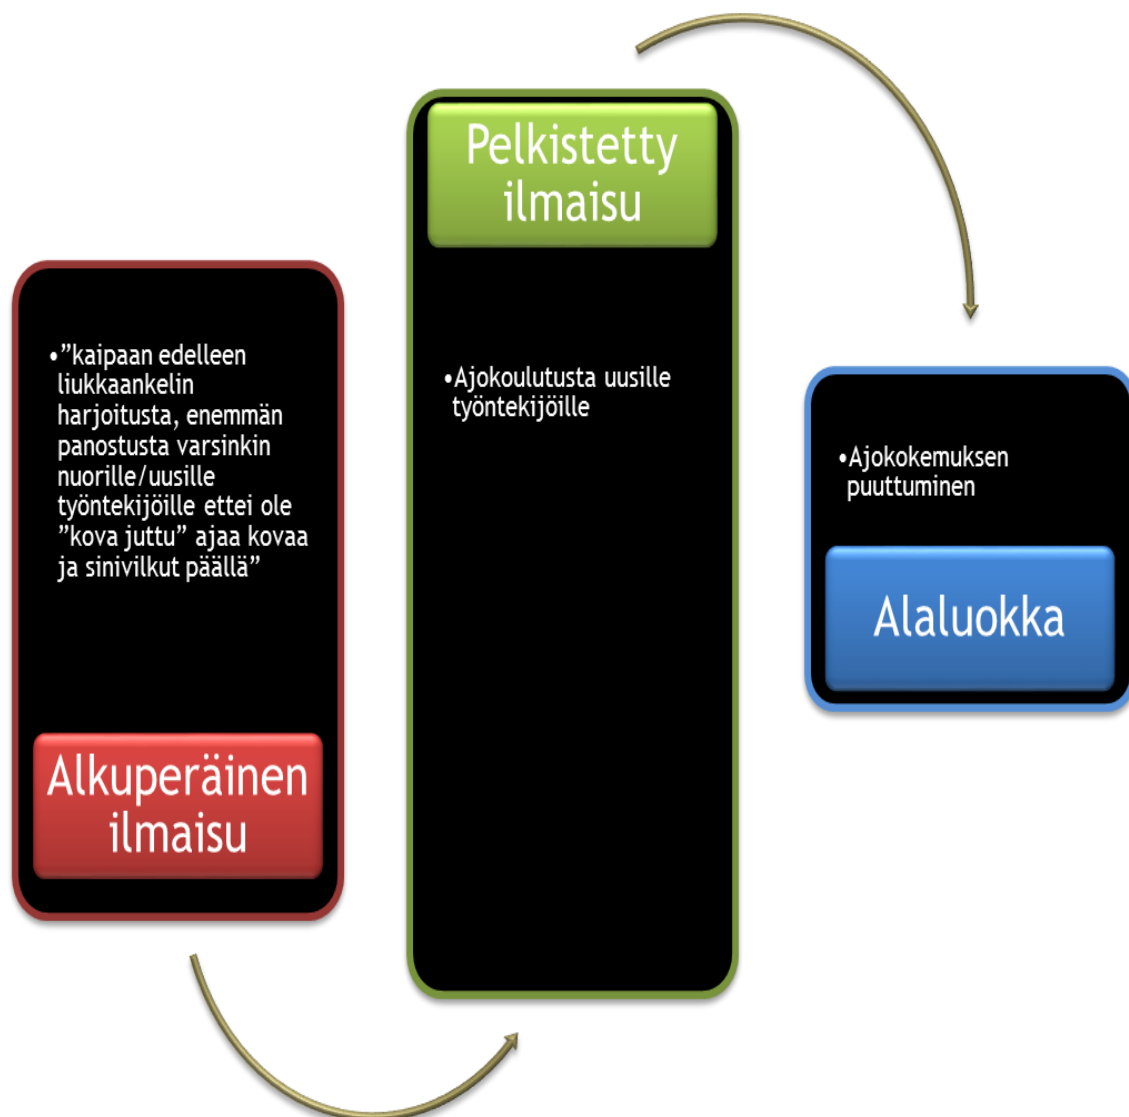 •”kaipaan edelleen
liukkaankelin
harjoitusta, enemmän
panostusta varsinkin
nuorille/uusille
työntekijöille ettei ole
”kova juttu” ajaa kovaa
ja sinivilkut päällä”
Alkuperäinen
ilmaisu
Pelkistetty
ilmaisu
•Ajokoulutusta uusille
työntekijöille
•Ajokokemuksen
puuttuminen
Alaluokka